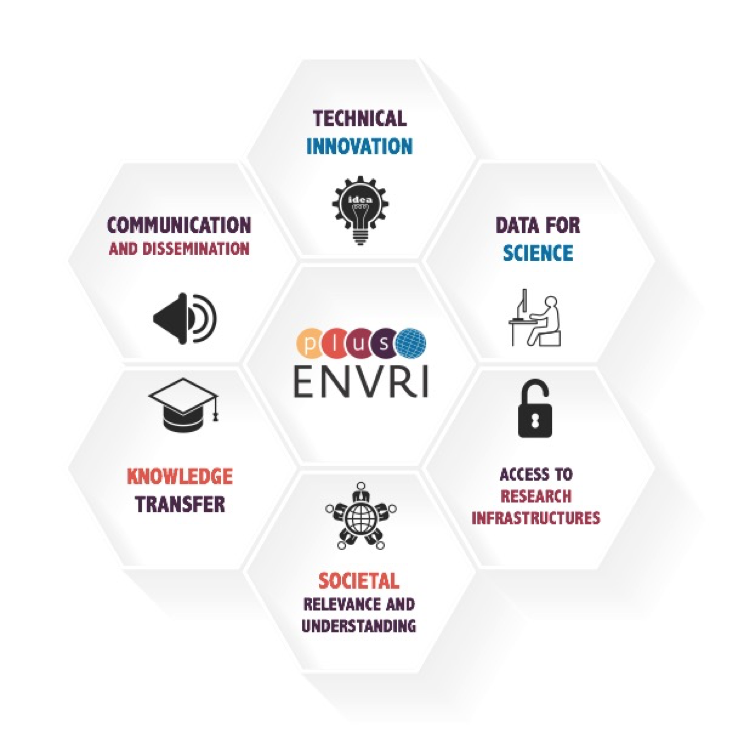 TECHNICAL
INNOVATION
idea
COMMUNICATION
AND DISSEMINATION
DATA FOR
SCIENCE
plus
ENVRI
KNOWLEDGE
TRANSFER
ACCESS TO
RESEARCH
INFRASTRUCTURES
SOCIETAL
RELEVANCE AND
UNDERSTANDING